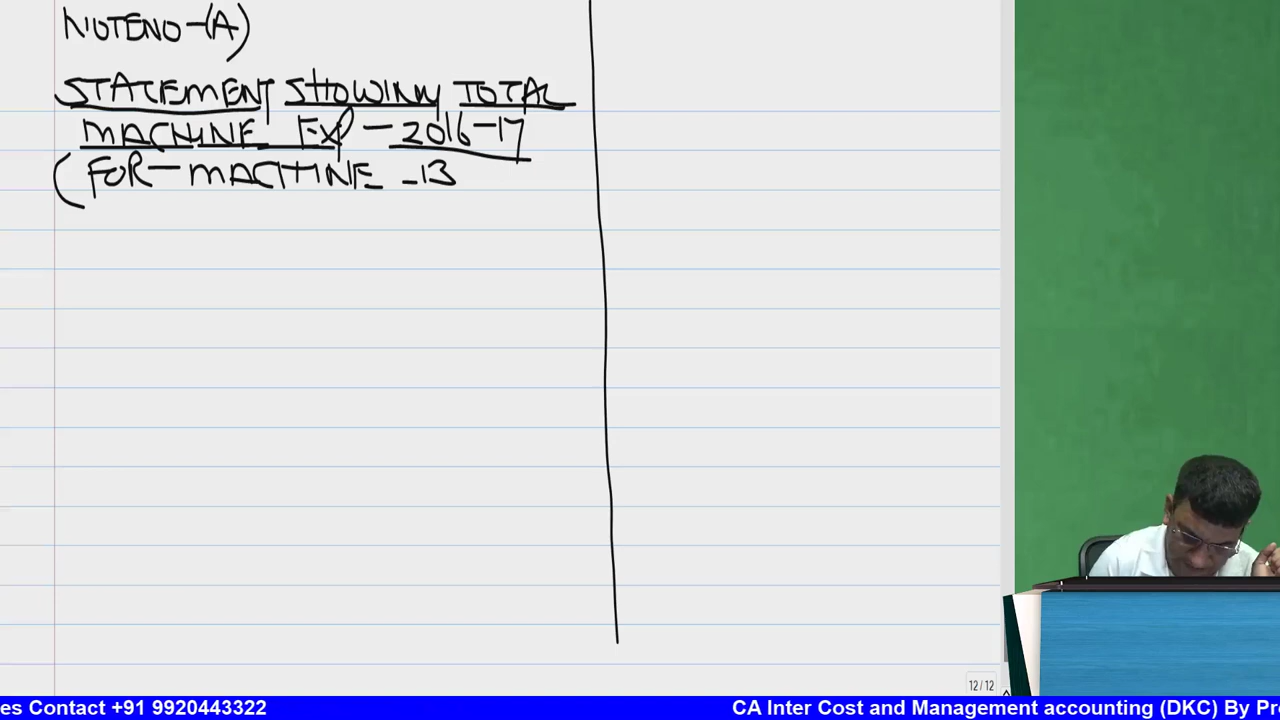 NOTENO-(A)
STATEMENT SHOWING TOTAL
MACHINE EXP - 2016-17
(FOR-MACHINE -13
12/12
es Contact +91 9920443322
CA Inter Cost and Management accounting (DKC) By Pr